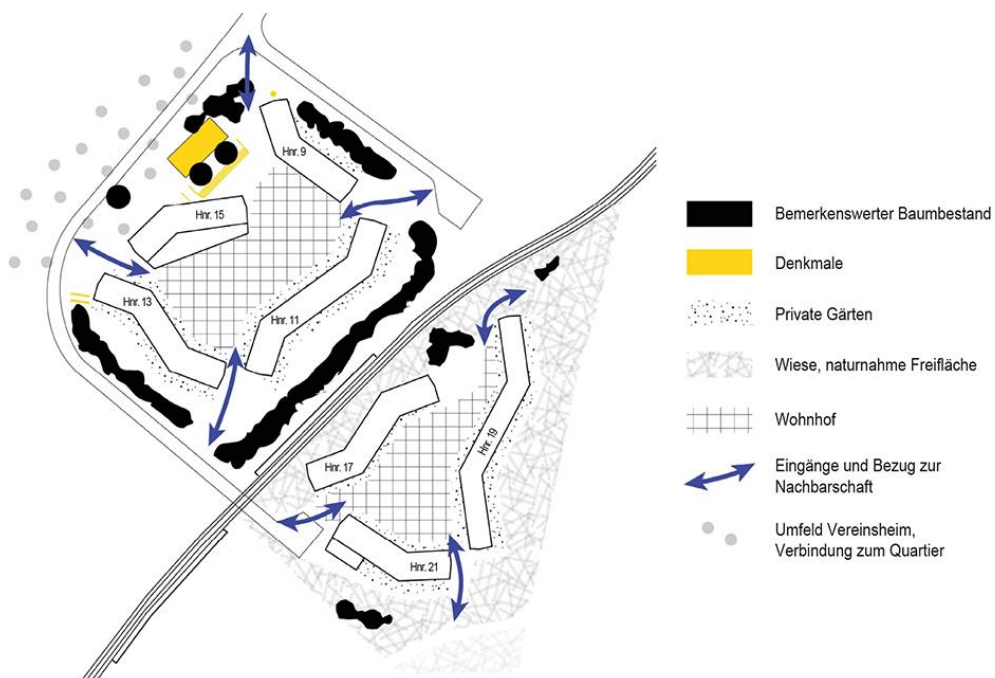 Hnr. 9
Hnr. 15
Hnr. 13
Hnr. 11
Hnr. 19
Hnr. 17
Hnr. 21
Bemerkenswerter Baumbestand
Denkmale
Private Gärten
Wiese, naturnahe Freifläche
Wohnhof
Eingänge und Bezug zur
Nachbarschaft
Umfeld Vereinsheim,
Verbindung zum Quartier